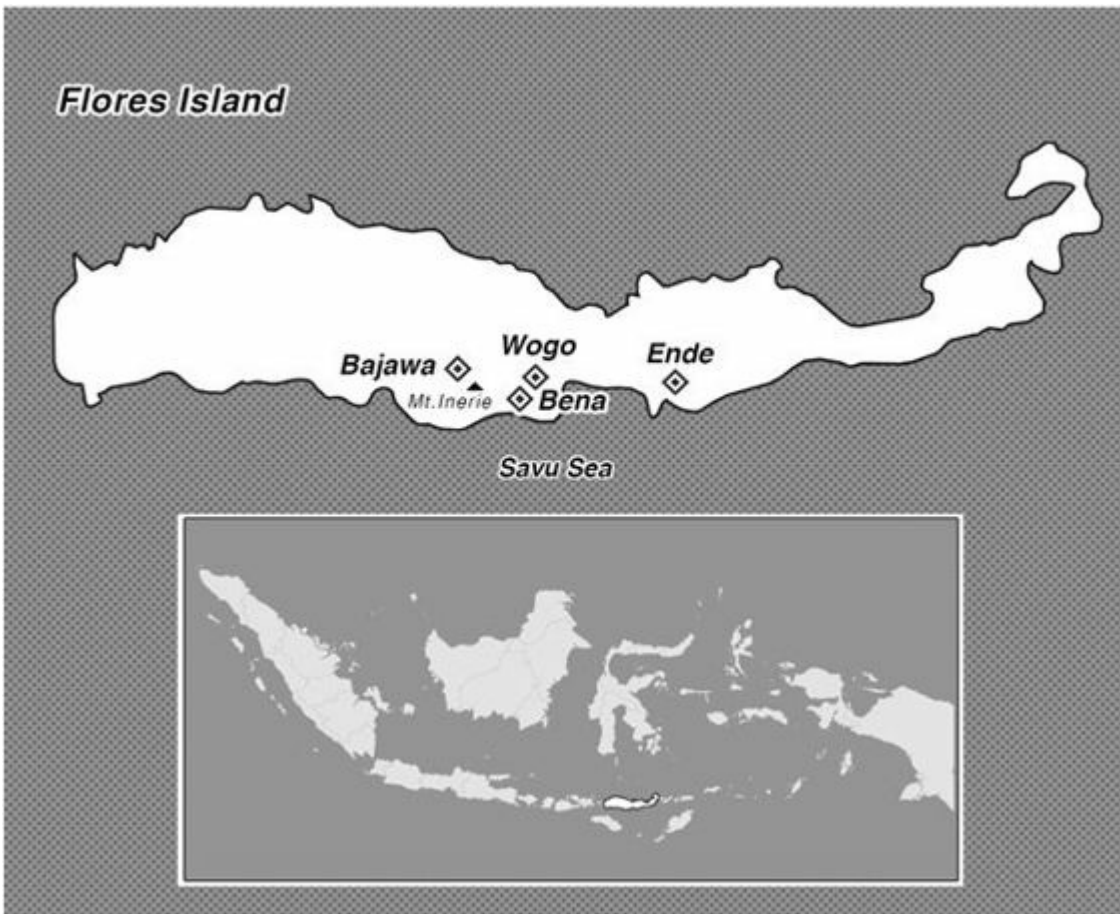 Flores Island
Wogo
Ende
Bajawa
Mt.Inerie
Bena
Savu Sea